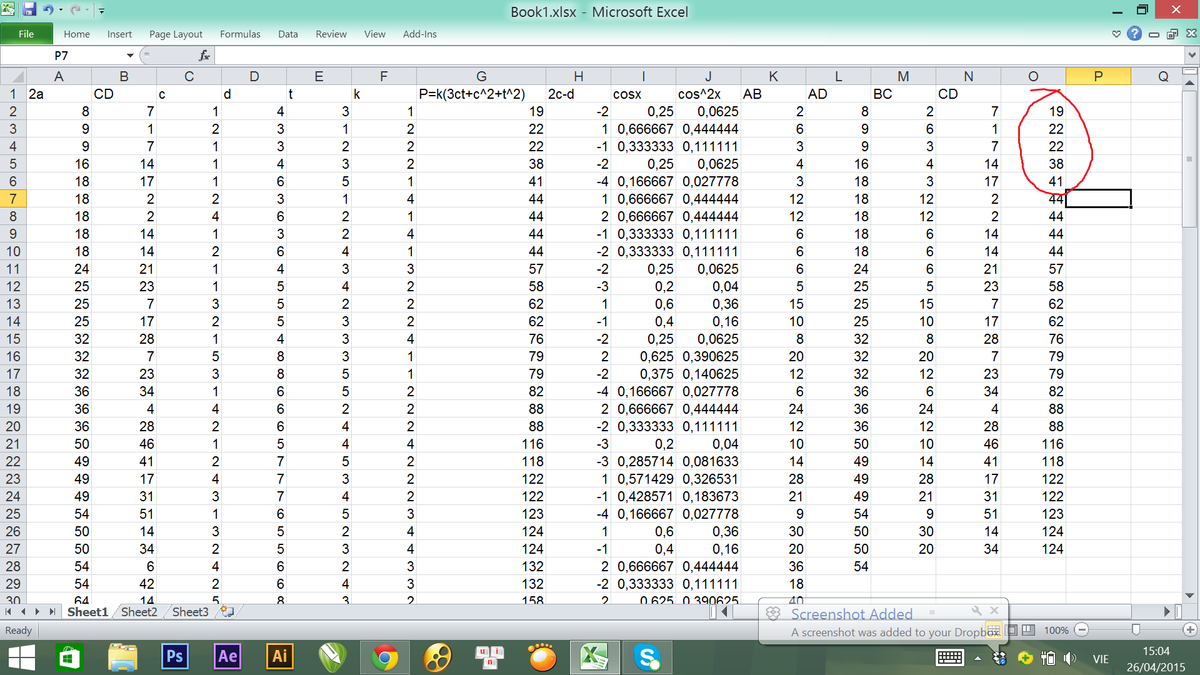 Book1.xlsx - Microsoft Excel
File Home Insert Page Layout Formulas Data Review View Add-Ins
P7 fx
A B C D E F G H I J K L M N O P Q
1 2a CD c d t k P=k(3ct+c^2+t^2) 2c-d cosx cos^2x AB AD BC CD
2 8 7 1 4 3 1 19 -2 0,25 0,0625 2 8 2 7 19
3 9 1 2 3 1 2 22 1 0,666667 0,444444 6 9 6 1 22
4 9 7 1 3 2 2 22 -1 0,333333 0,111111 3 9 3 7 22
5 16 14 1 4 3 2 38 -2 0,25 0,0625 4 16 4 14 38
6 18 17 1 6 5 1 41 -4 0,166667 0,027778 3 18 3 17 41
7 18 2 2 3 1 4 44 1 0,666667 0,444444 12 18 12 2 44
8 18 2 4 6 2 1 44 2 0,666667 0,444444 12 18 12 2 44
9 18 14 1 3 2 4 44 -1 0,333333 0,111111 6 18 6 14 44
10 18 14 2 6 4 1 44 -2 0,333333 0,111111 6 18 6 14 44
11 24 21 1 4 3 3 57 -2 0,25 0,0625 6 24 6 21 57
12 25 23 1 5 4 2 58 -3 0,2 0,04 5 25 5 23 58
13 25 7 3 5 2 2 62 1 0,6 0,36 15 25 15 7 62
14 25 17 2 5 3 2 62 -1 0,4 0,16 10 25 10 17 62
15 32 28 1 4 3 4 76 -2 0,25 0,0625 8 32 8 28 76
16 32 7 5 8 3 1 79 2 0,625 0,390625 20 32 20 7 79
17 32 23 3 8 5 1 79 -2 0,375 0,140625 12 32 12 23 79
18 36 34 1 6 5 2 82 -4 0,166667 0,027778 6 36 6 34 82
19 36 4 4 6 2 2 88 2 0,666667 0,444444 24 36 24 4 88
20 36 28 2 6 4 2 88 -2 0,333333 0,111111 12 36 12 28 88
21 50 46 1 5 4 4 116 -3 0,2 0,04 10 50 10 46 116
22 49 41 2 7 5 2 118 -3 0,285714 0,081633 14 49 14 41 118
23 49 17 4 7 3 2 122 1 0,571429 0,326531 28 49 28 17 122
24 49 31 3 7 4 2 122 -1 0,428571 0,183673 21 49 21 31 122
25 54 51 1 6 5 3 123 -4 0,166667 0,027778 9 54 9 51 123
26 50 14 3 5 2 4 124 1 0,6 0,36 30 50 30 14 124
27 50 34 2 5 3 4 124 -1 0,4 0,16 20 50 20 34 124
28 54 6 4 6 2 3 132 2 0,666667 0,444444 36 54
29 54 42 2 6 4 3 132 -2 0,333333 0,111111 18
30 64 14 5 8 3 2 158 2 0,625 0,390625 40
Sheet1 Sheet2 Sheet3
Screenshot Added
A screenshot was added to your Dropbox
Ready 100%
Ps Ae Ai
VIE
15:04
26/04/2015